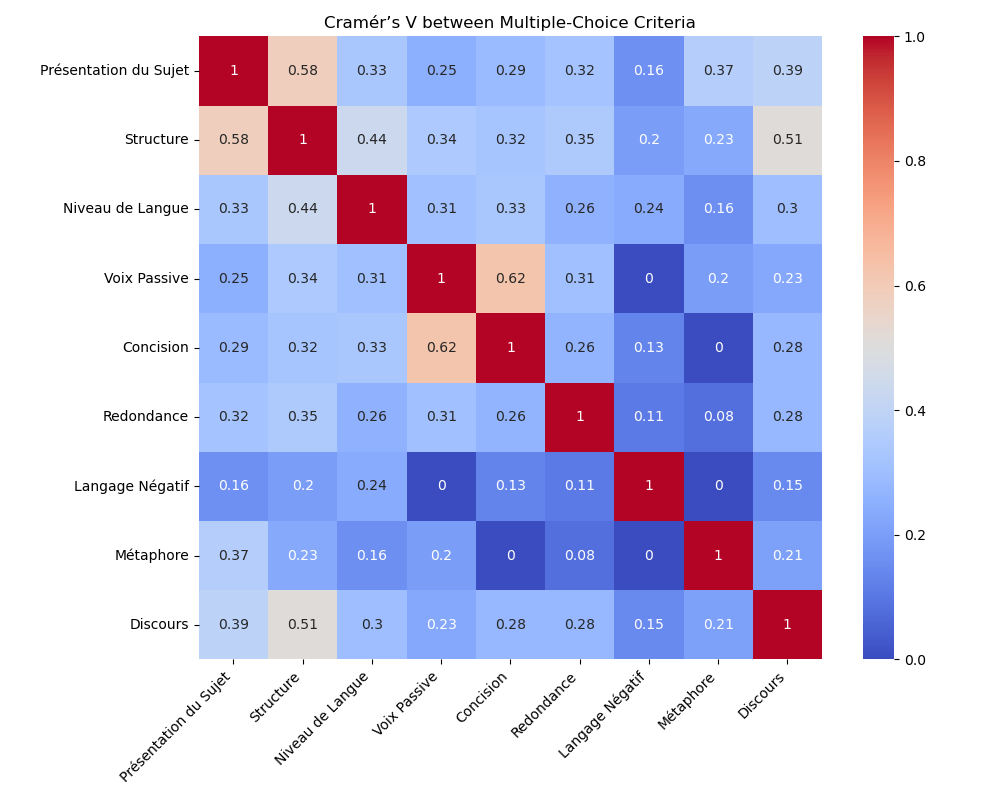 Cramér’s V between Multiple-Choice Criteria
Présentation du Sujet 1 0.58 0.33 0.25 0.29 0.32 0.16 0.37 0.39
Structure 0.58 1 0.44 0.34 0.32 0.35 0.2 0.23 0.51
Niveau de Langue 0.33 0.44 1 0.31 0.33 0.26 0.24 0.16 0.3
Voix Passive 0.25 0.34 0.31 1 0.62 0.31 0 0.2 0.23
Concision 0.29 0.32 0.33 0.62 1 0.26 0.13 0 0.28
Redondance 0.32 0.35 0.26 0.31 0.26 1 0.11 0.08 0.28
Langage Négatif 0.16 0.2 0.24 0 0.13 0.11 1 0 0.15
Métaphore 0.37 0.23 0.16 0.2 0 0.08 0 1 0.21
Discours 0.39 0.51 0.3 0.23 0.28 0.28 0.15 0.21 1
Présentation du Sujet
Structure
Niveau de Langue
Voix Passive
Concision
Redondance
Langage Négatif
Métaphore
Discours
1.0
0.8
0.6
0.4
0.2
0.0